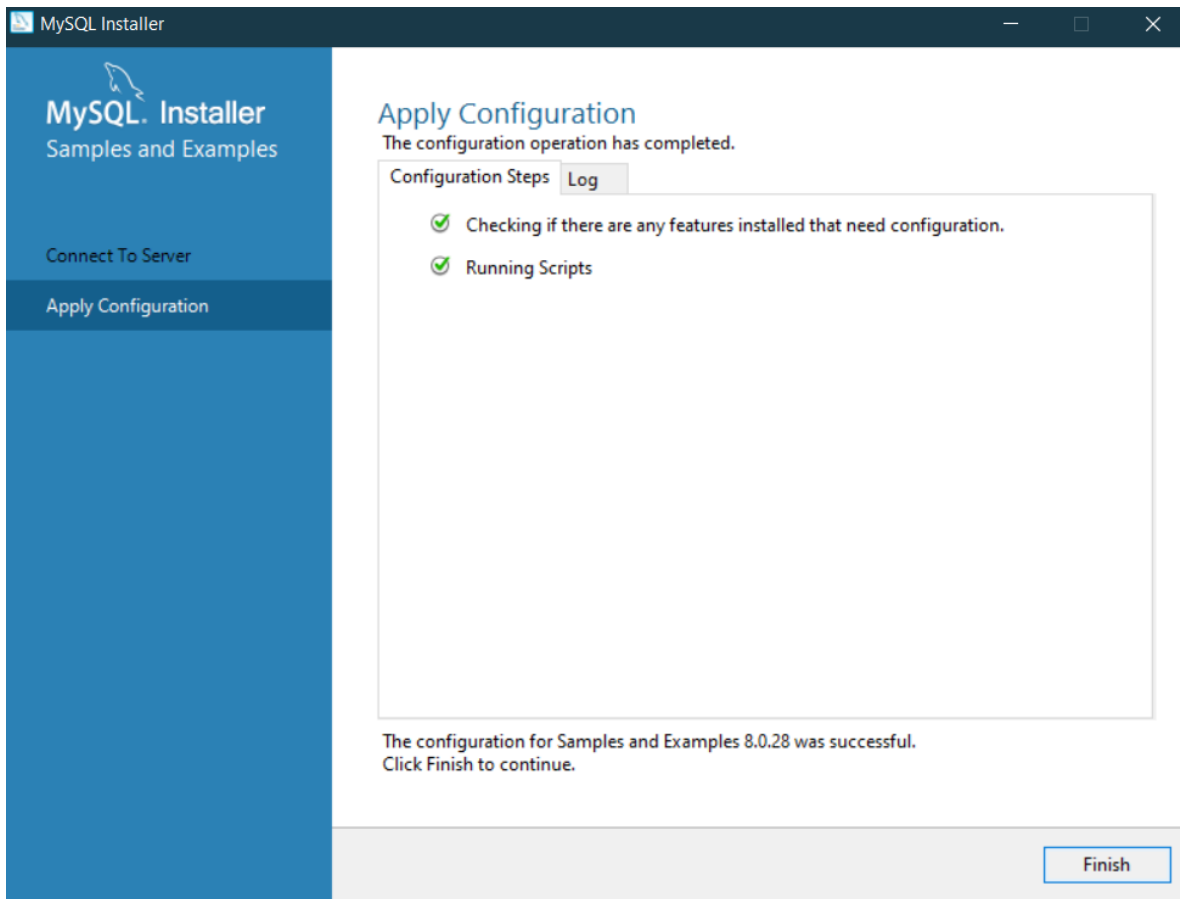 MySQL Installer
MySQL. Installer
Samples and Examples
Connect To Server
Apply Configuration
Apply Configuration
The configuration operation has completed.
Configuration Steps
Log
Checking if there are any features installed that need configuration.
Running Scripts
The configuration for Samples and Examples 8.0.28 was successful.
Click Finish to continue.
Finish